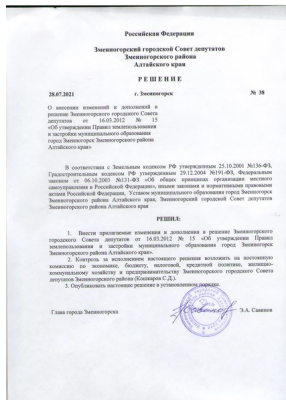 Российская Федерация
Змеиногорский городской Совет депутатов
Змеиногорского района
Алтайского края
РЕШЕНИЕ
28.07.2021 г. Змеиногорск № 38
О внесении изменений и дополнений в
решение Змеиногорского городского Совета
депутатов от 16.03.2012 № 15
«Об утверждении Правил землепользования
и застройки муниципального образования
город Змеиногорск Змеиногорского района
Алтайского края»
В соответствии с Земельным кодексом РФ утвержденным 25.10.2001 №136-ФЗ,
Градостроительным кодексом РФ утвержденным 29.12.2004 №191-ФЗ, Федеральным
законом от 06.10.2003 №131-ФЗ «Об общих принципах организации местного
самоуправления в Российской Федерации», иными законами и нормативными правовыми
актами Российской Федерации, Уставом муниципального образования город Змеиногорск
Змеиногорского района Алтайского края, Змеиногорский городской Совет депутатов
Змеиногорского района Алтайского края
РЕШИЛ:
1. Внести прилагаемые изменения и дополнения в решение Змеиногорского
городского Совета депутатов от 16.03.2012 № 15 «Об утверждении Правил
землепользования и застройки муниципального образования город Змеиногорск
Змеиногорского района Алтайского края».
2. Контроль за исполнением настоящего решения возложить на постоянную
комиссию по экономике, бюджету, налоговой, кредитной политике, жилищно-
коммунальному хозяйству и предпринимательству Змеиногорского городского Совета
депутатов Змеиногорского района (Кошкаров С.Д.).
3. Опубликовать настоящее решения в установленном порядке.
Глава города Змеиногорска Э.А.